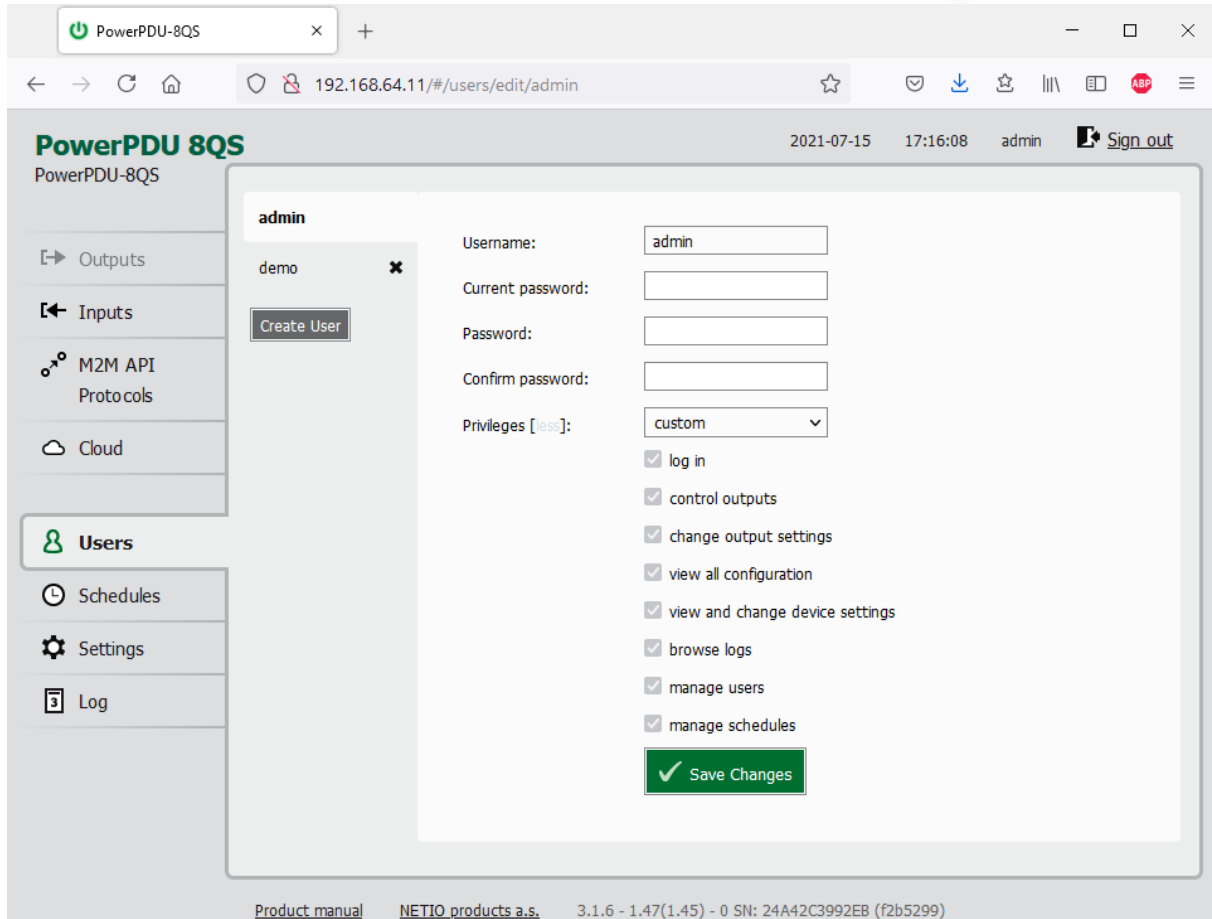 PowerPDU-8QS
192.168.64.11/#/users/edit/admin
ABP
PowerPDU 8QS
2021-07-15 17:16:08 admin Sign out
PowerPDU-8QS
Outputs
Inputs
M2M API
Protocols
Cloud
Users
Schedules
Settings
3
Log
admin
demo
Create User
Username: admin
Current password:
Password:
Confirm password:
Privileges [less]: custom
log in
control outputs
change output settings
view all configuration
view and change device settings
browse logs
manage users
manage schedules
Save Changes
Product manual NETIO products a.s. 3.1.6 - 1.47(1.45) - 0 SN: 24A42C3992EB (f2b5299)